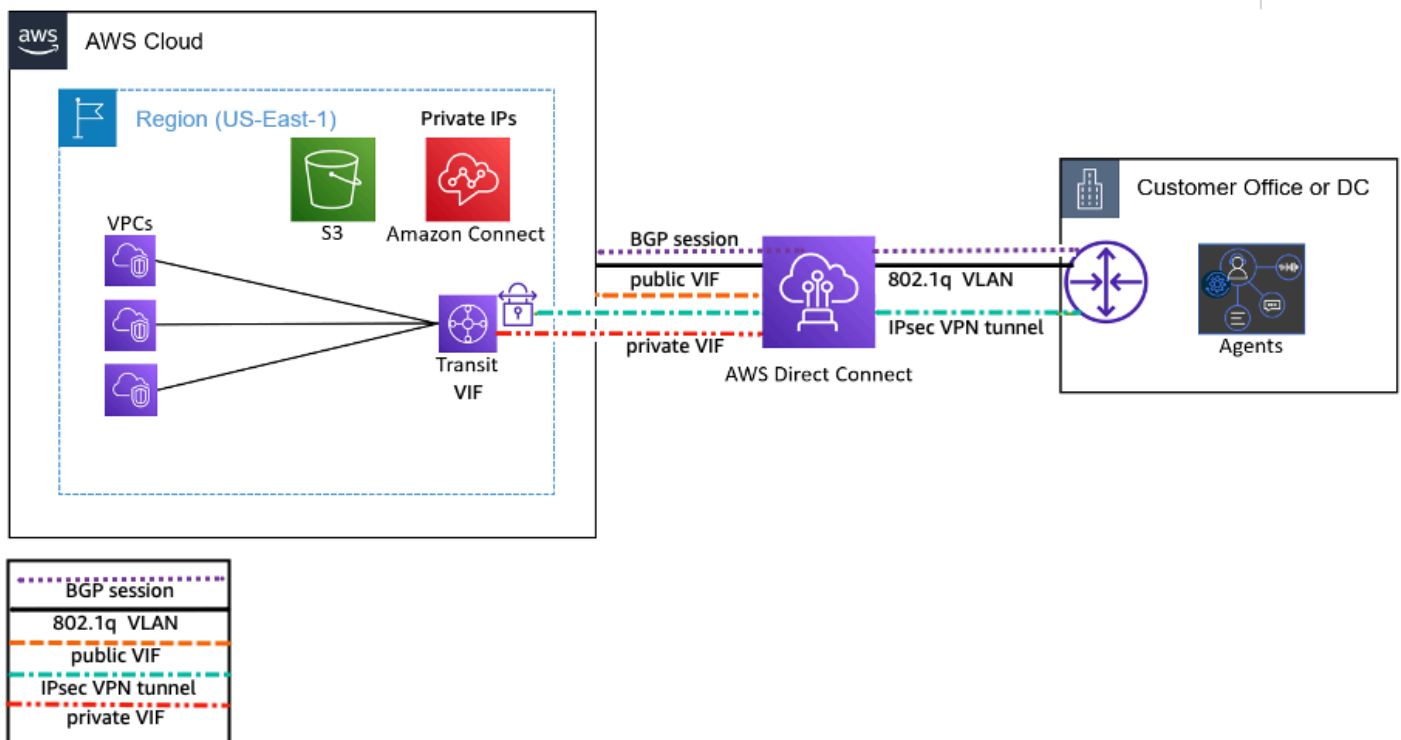 aws
AWS Cloud
Region (US-East-1)
Private IPs
S3
Amazon Connect
VPCs
Transit
VIF
BGP session
public VIF
private VIF
802.1q VLAN
IPsec VPN tunnel
AWS Direct Connect
Customer Office or DC
Agents
BGP session
802.1q VLAN
public VIF
IPsec VPN tunnel
private VIF